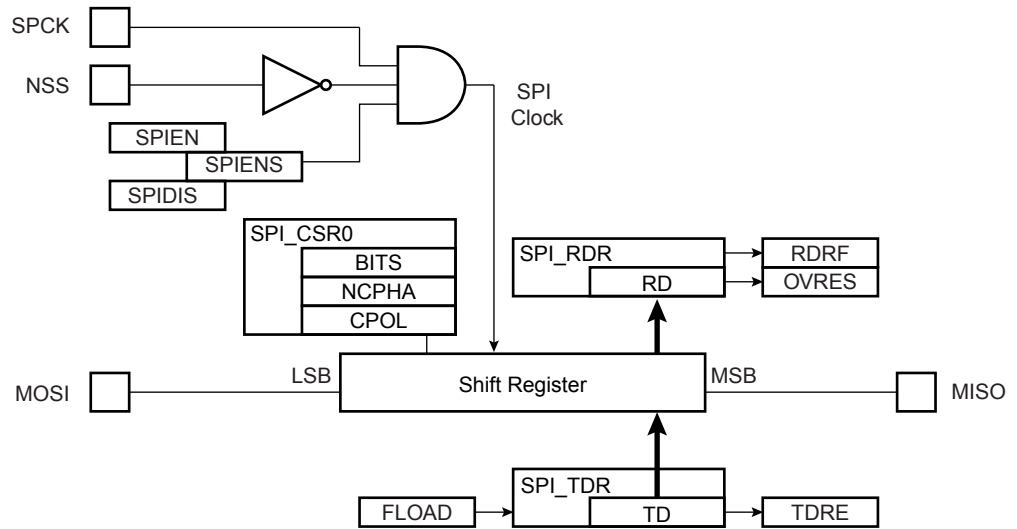 SPCK
NSS
SPI
Clock
SPIEN
SPIENS
SPIDIS
SPI_CSR0
BITS
NCPHA
CPOL
SPI_RDR
RD
RDRF
OVRES
MOSI
LSB
Shift Register
MSB
MISO
SPI_TDR
FLOAD
TD
TDRE